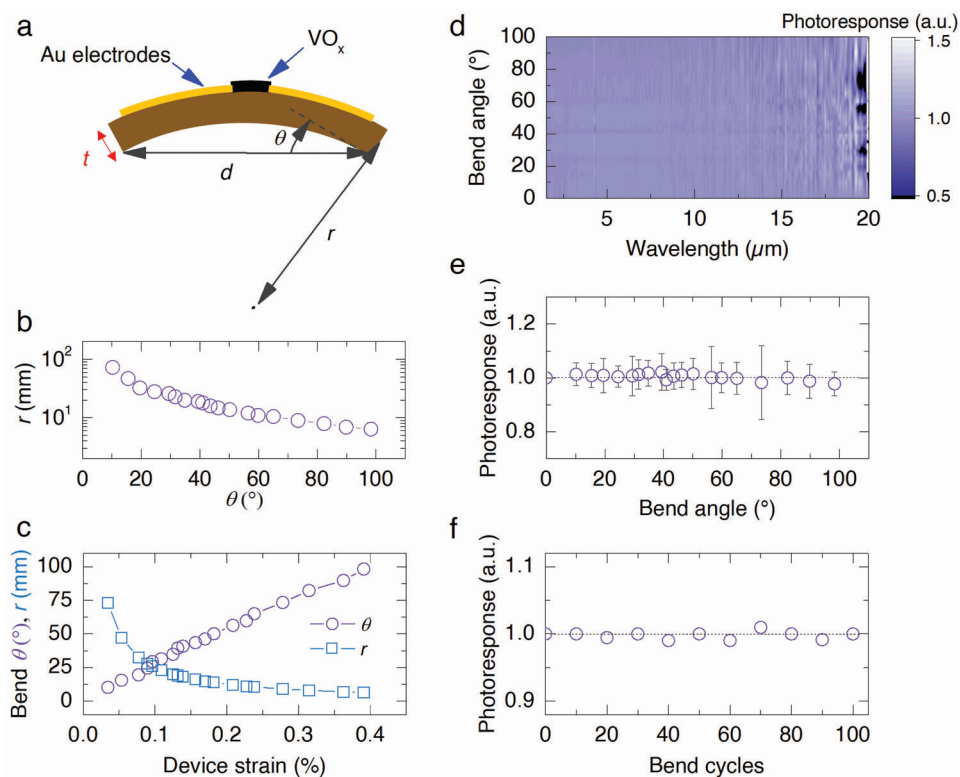 a
Au electrodes
VOx
t
d
θ
r
b
r (mm)
10²
10¹
0 20 40 60 80 100
θ (°)
c
Bend θ (°), r (mm)
100
75
50
25
0
θ
r
0.0 0.1 0.2 0.3 0.4
Device strain (%)
d
Photoresponse (a.u.)
Bend angle (°)
100
80
60
40
20
0
5 10 15 20
Wavelength (µm)
1.5
1.0
0.5
e
Photoresponse (a.u.)
1.2
1.0
0.8
0 20 40 60 80 100
Bend angle (°)
f
Photoresponse (a.u.)
1.1
1.0
0.9
0 20 40 60 80 100
Bend cycles